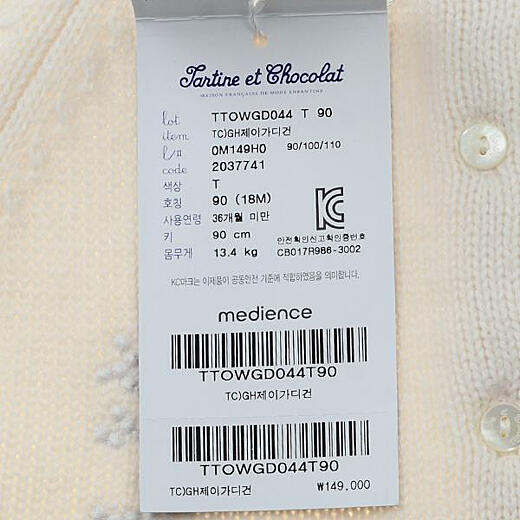 Tartine et Chocolat
MAISON FRANÇAISE DE MODE ENFANTINE
lot TTOWGD044 T 90
item TC)GH제이가디건
l/# 0M149H0 90/100/110
code 2037741
색상 T
호칭 90 (18M)
사용연령 36개월 미만
키 90 cm
몸무게 13.4 kg
KC
안전확인신고확인증번호
CB017R986-3002
KC마크는 이제품이 공통안전 기준에 적합하였음을 의미합니다.
medience
TTOWGD044T90
TC)GH제이가디건
TTOWGD044T90
TC)GH제이가디건 ₩149,000